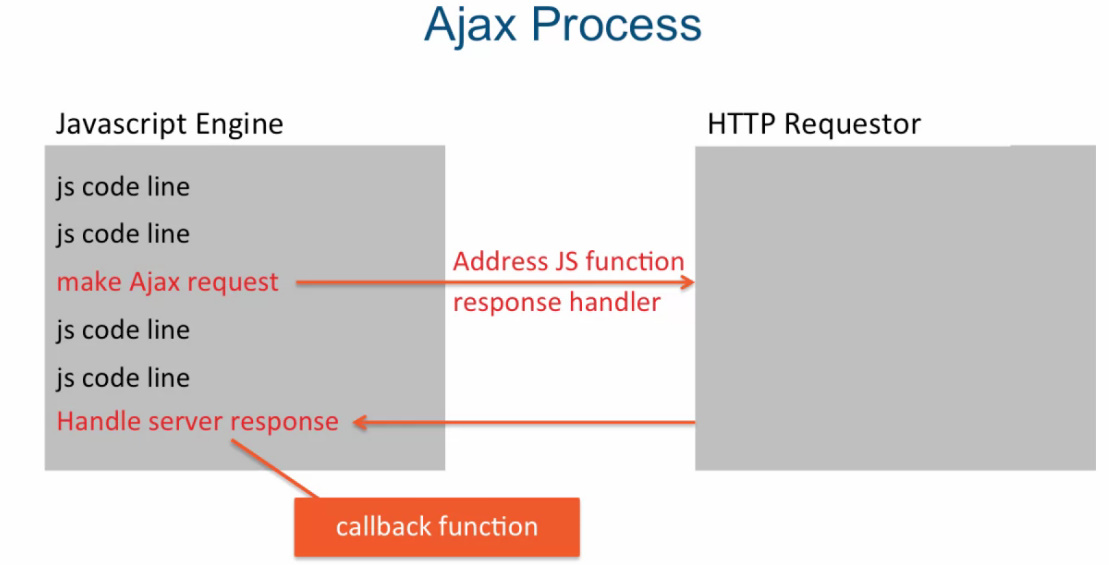 Ajax Process
Javascript Engine
HTTP Requestor
js code line
js code line
make Ajax request
Address JS function
response handler
js code line
js code line
Handle server response
callback function